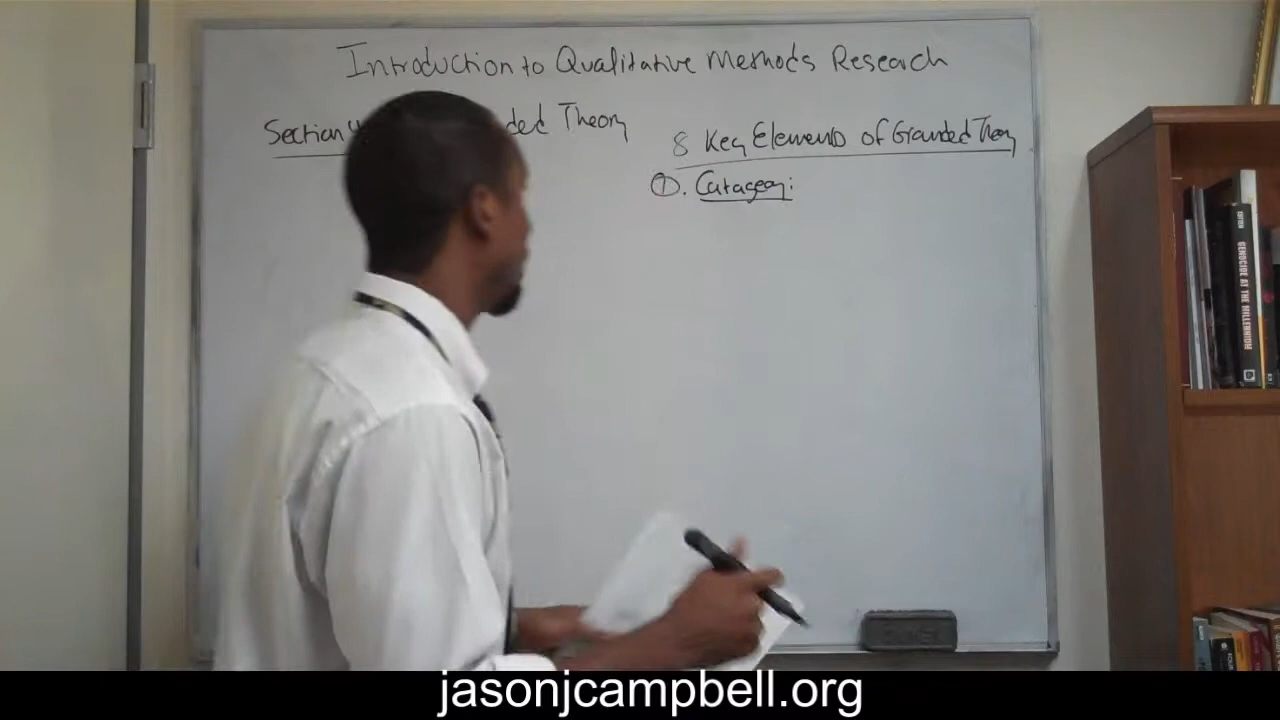 Introduction to Qualitative Methods Research
Section 4 ded Theory
8 Key Elements of Grounded Theory
①. Catagory:
GENOCIDE AT THE MILLENNIUM
jasonjcampbell.org